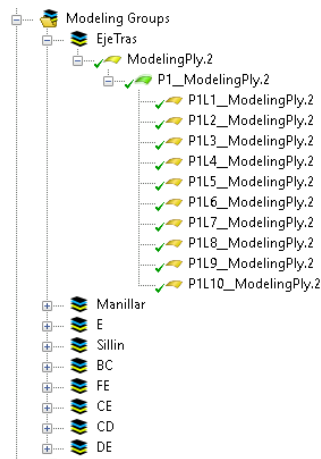 Modeling Groups
EjeTras
ModelingPly.2
P1__ModelingPly.2
P1L1__ModelingPly.2
P1L2__ModelingPly.2
P1L3__ModelingPly.2
P1L4__ModelingPly.2
P1L5__ModelingPly.2
P1L6__ModelingPly.2
P1L7__ModelingPly.2
P1L8__ModelingPly.2
P1L9__ModelingPly.2
P1L10__ModelingPly.2
Manillar
E
Sillin
BC
FE
CE
CD
DE